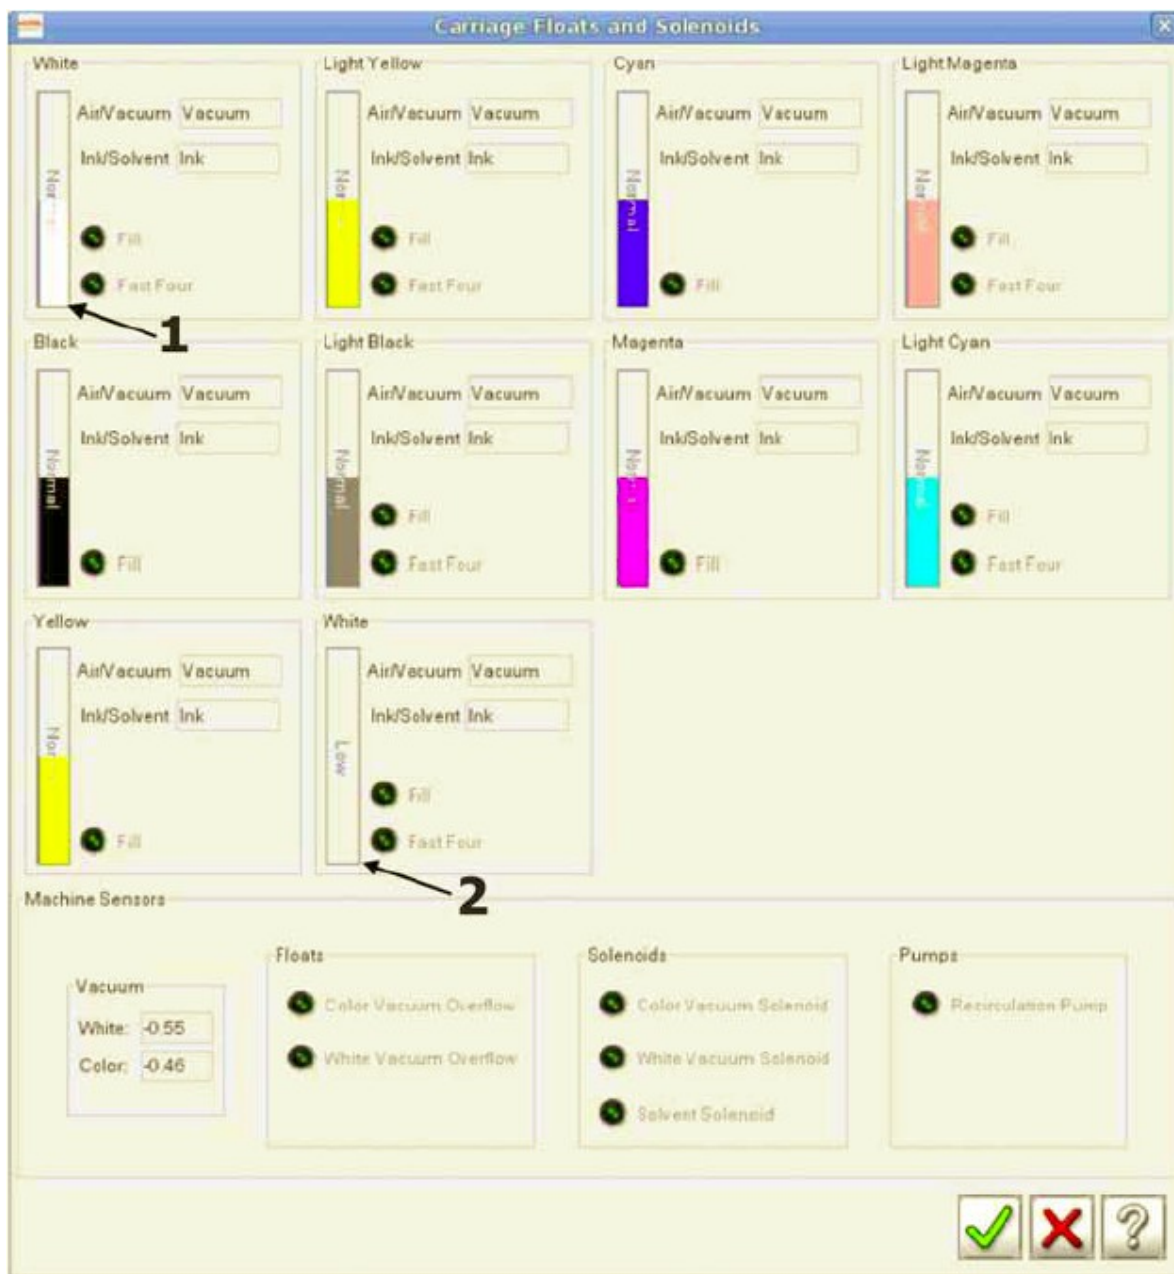 Carriage Floats and Solenoids
White
Air/Vacuum Vacuum
Ink/Solvent Ink
Normal
Fill
Fast Four
1
Light Yellow
Air/Vacuum Vacuum
Ink/Solvent Ink
Normal
Fill
Fast Four
Cyan
Air/Vacuum Vacuum
Ink/Solvent Ink
Normal
Fill
Light Magenta
Air/Vacuum Vacuum
Ink/Solvent Ink
Normal
Fill
Fast Four
Black
Air/Vacuum Vacuum
Ink/Solvent Ink
Normal
Fill
Light Black
Air/Vacuum Vacuum
Ink/Solvent Ink
Normal
Fill
Fast Four
Magenta
Air/Vacuum Vacuum
Ink/Solvent Ink
Normal
Fill
Light Cyan
Air/Vacuum Vacuum
Ink/Solvent Ink
Normal
Fill
Fast Four
Yellow
Air/Vacuum Vacuum
Ink/Solvent Ink
Nor
Fill
White
Air/Vacuum Vacuum
Ink/Solvent Ink
Low
Fill
Fast Four
2
Machine Sensors
Vacuum
White: -0.55
Color: -0.46
Floats
Color Vacuum Overflow
White Vacuum Overflow
Solenoids
Color Vacuum Solenoid
White Vacuum Solenoid
Solvent Solenoid
Pumps
Recirculation Pump
?